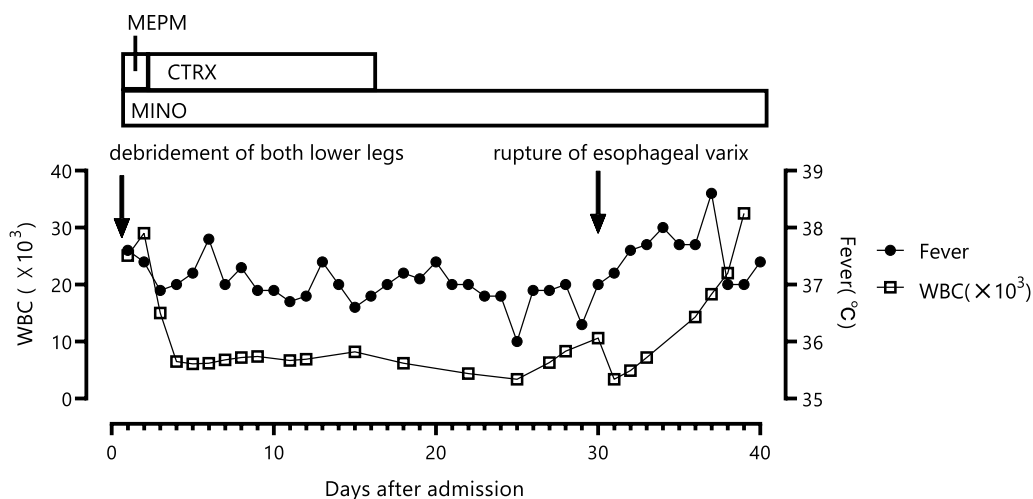 MEPM
CTRX
MINO
debridement of both lower legs
rupture of esophageal varix
40
30
20
10
0
WBC ( ×10³)
39
38
37
36
35
Fever(℃)
Fever
WBC(×10³)
0 10 20 30 40
Days after admission